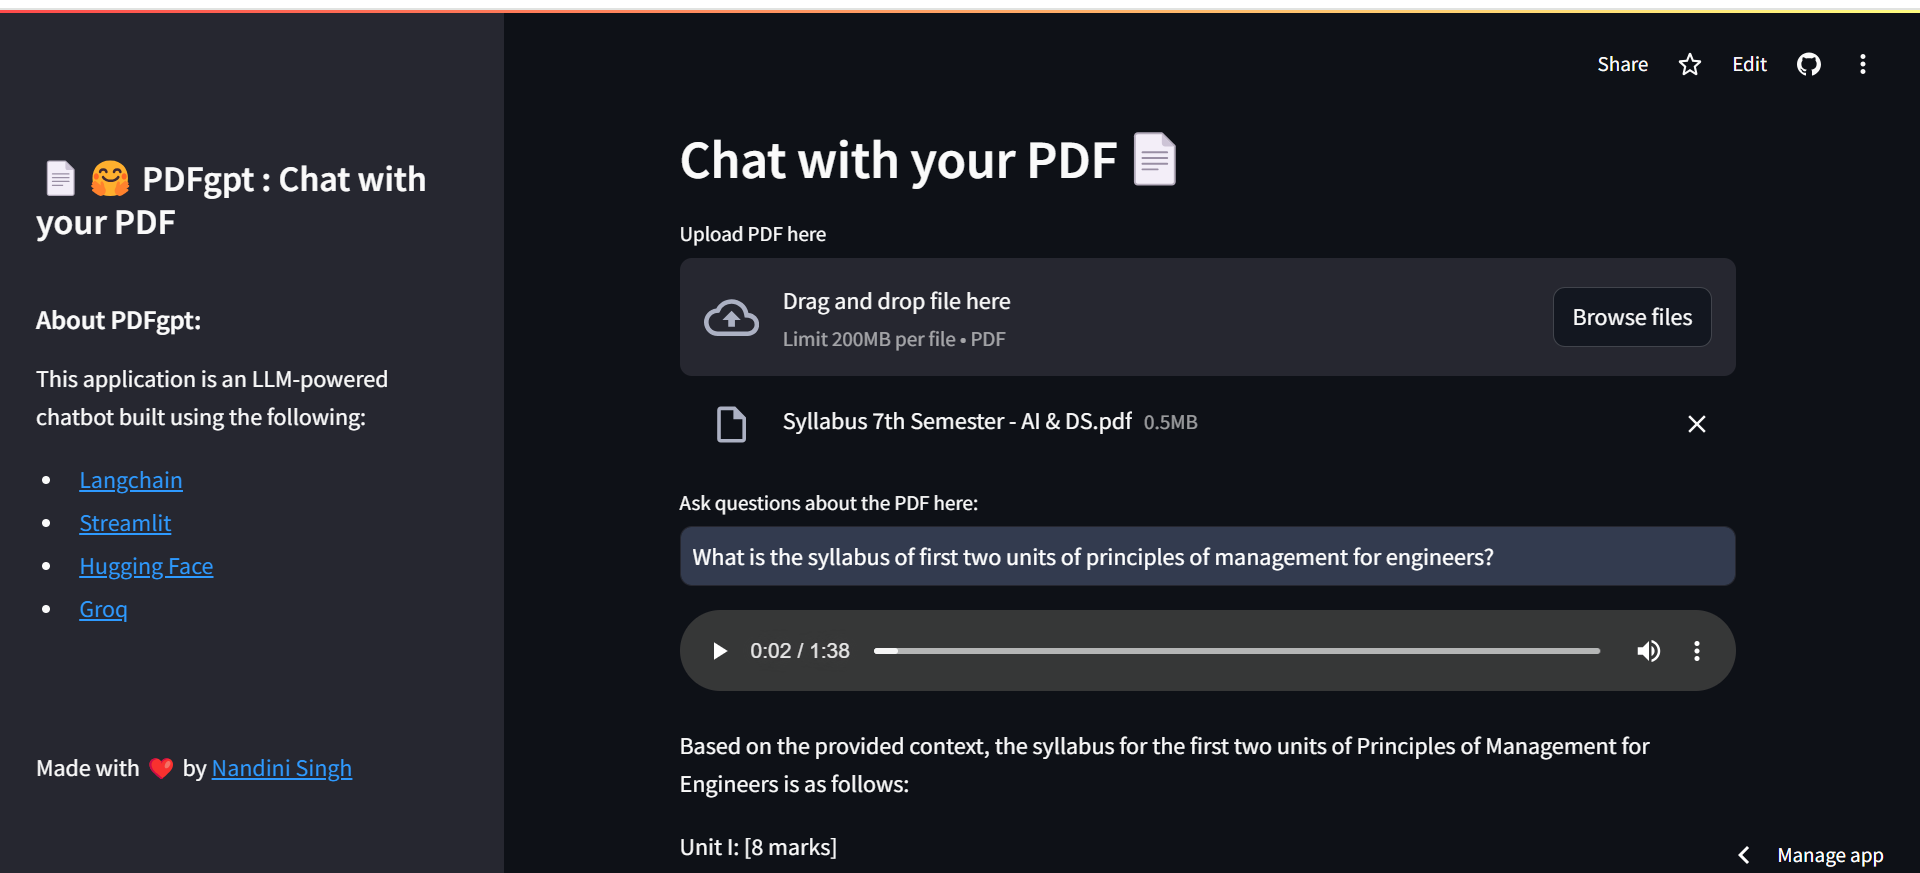 📄 🤗 PDFgpt : Chat with
your PDF
About PDFgpt:
This application is an LLM-powered
chatbot built using the following:
Langchain
Streamlit
Hugging Face
Groq
Made with ❤️ by Nandini Singh
Share
Edit
Chat with your PDF 📄
Upload PDF here
Drag and drop file here
Limit 200MB per file • PDF
Browse files
Syllabus 7th Semester - AI & DS.pdf 0.5MB
Ask questions about the PDF here:
What is the syllabus of first two units of principles of management for engineers?
0:02 / 1:38
Based on the provided context, the syllabus for the first two units of Principles of Management for
Engineers is as follows:
Unit I: [8 marks]
Manage app